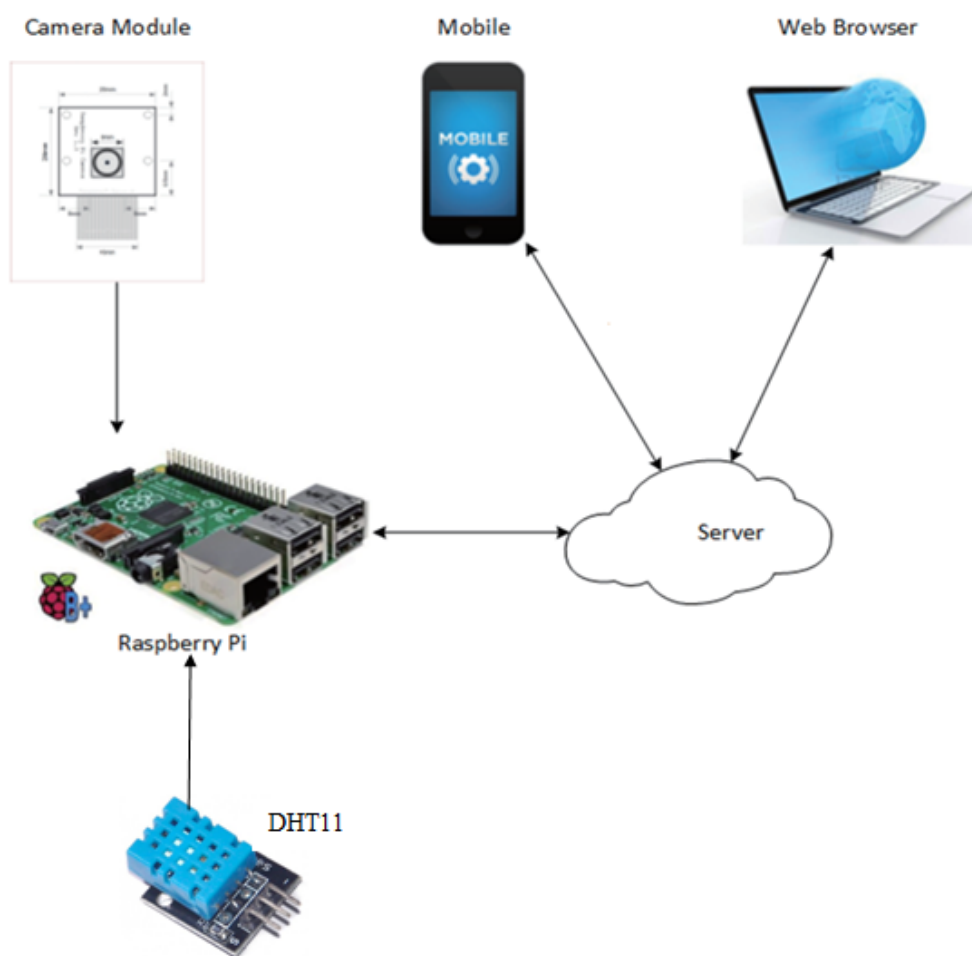 Camera Module
Mobile
Web Browser
MOBILE
Server
B+
Raspberry Pi
DHT11